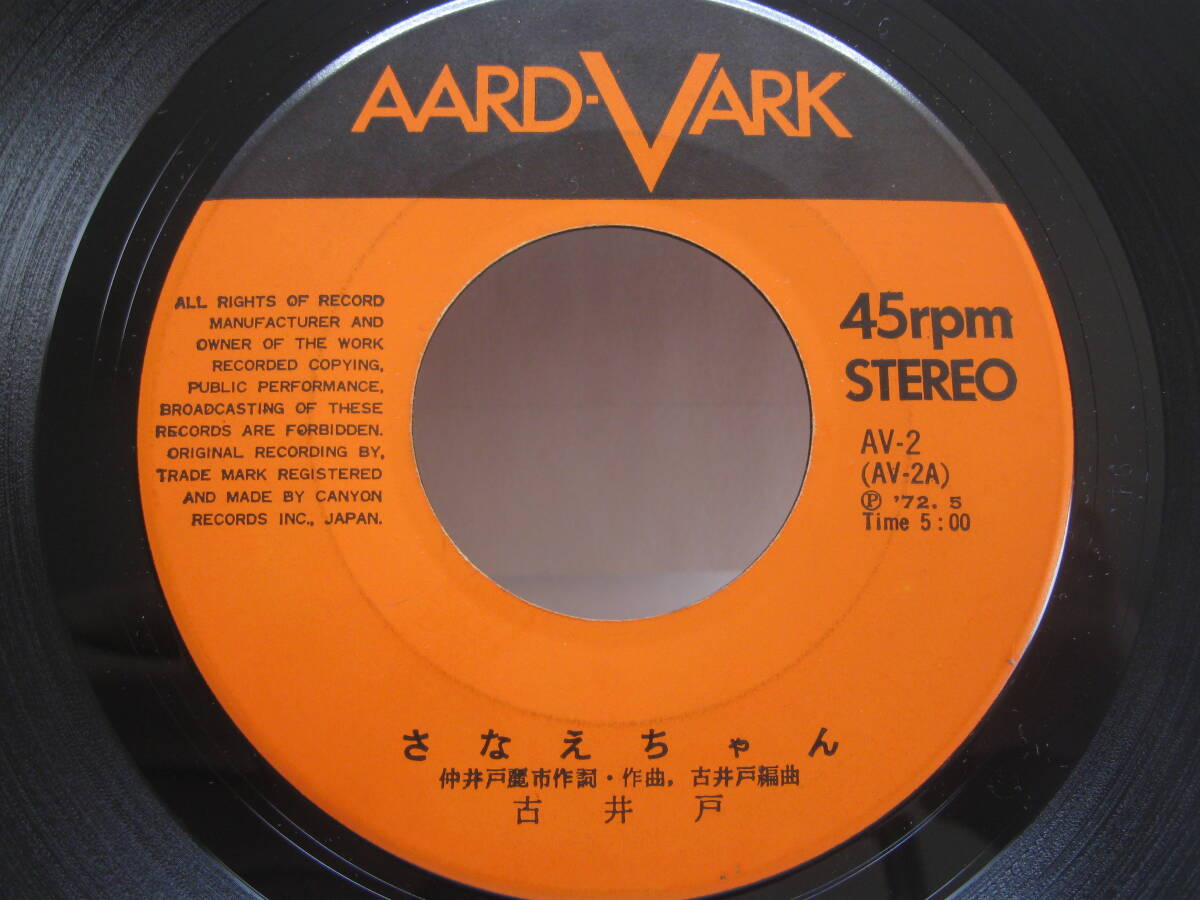 AARD-VARK
ALL RIGHTS OF RECORD
MANUFACTURER AND
OWNER OF THE WORK
RECORDED COPYING,
PUBLIC PERFORMANCE,
BROADCASTING OF THESE
RECORDS ARE FORBIDDEN.
ORIGINAL RECORDING BY,
TRADE MARK REGISTERED
AND MADE BY CANYON
RECORDS INC., JAPAN.
45rpm
STEREO
AV-2
(AV-2A)
Ⓟ '72. 5
Time 5:00
さなえちゃん
仲井戸麗市作詞・作曲, 古井戸編曲
古井戸